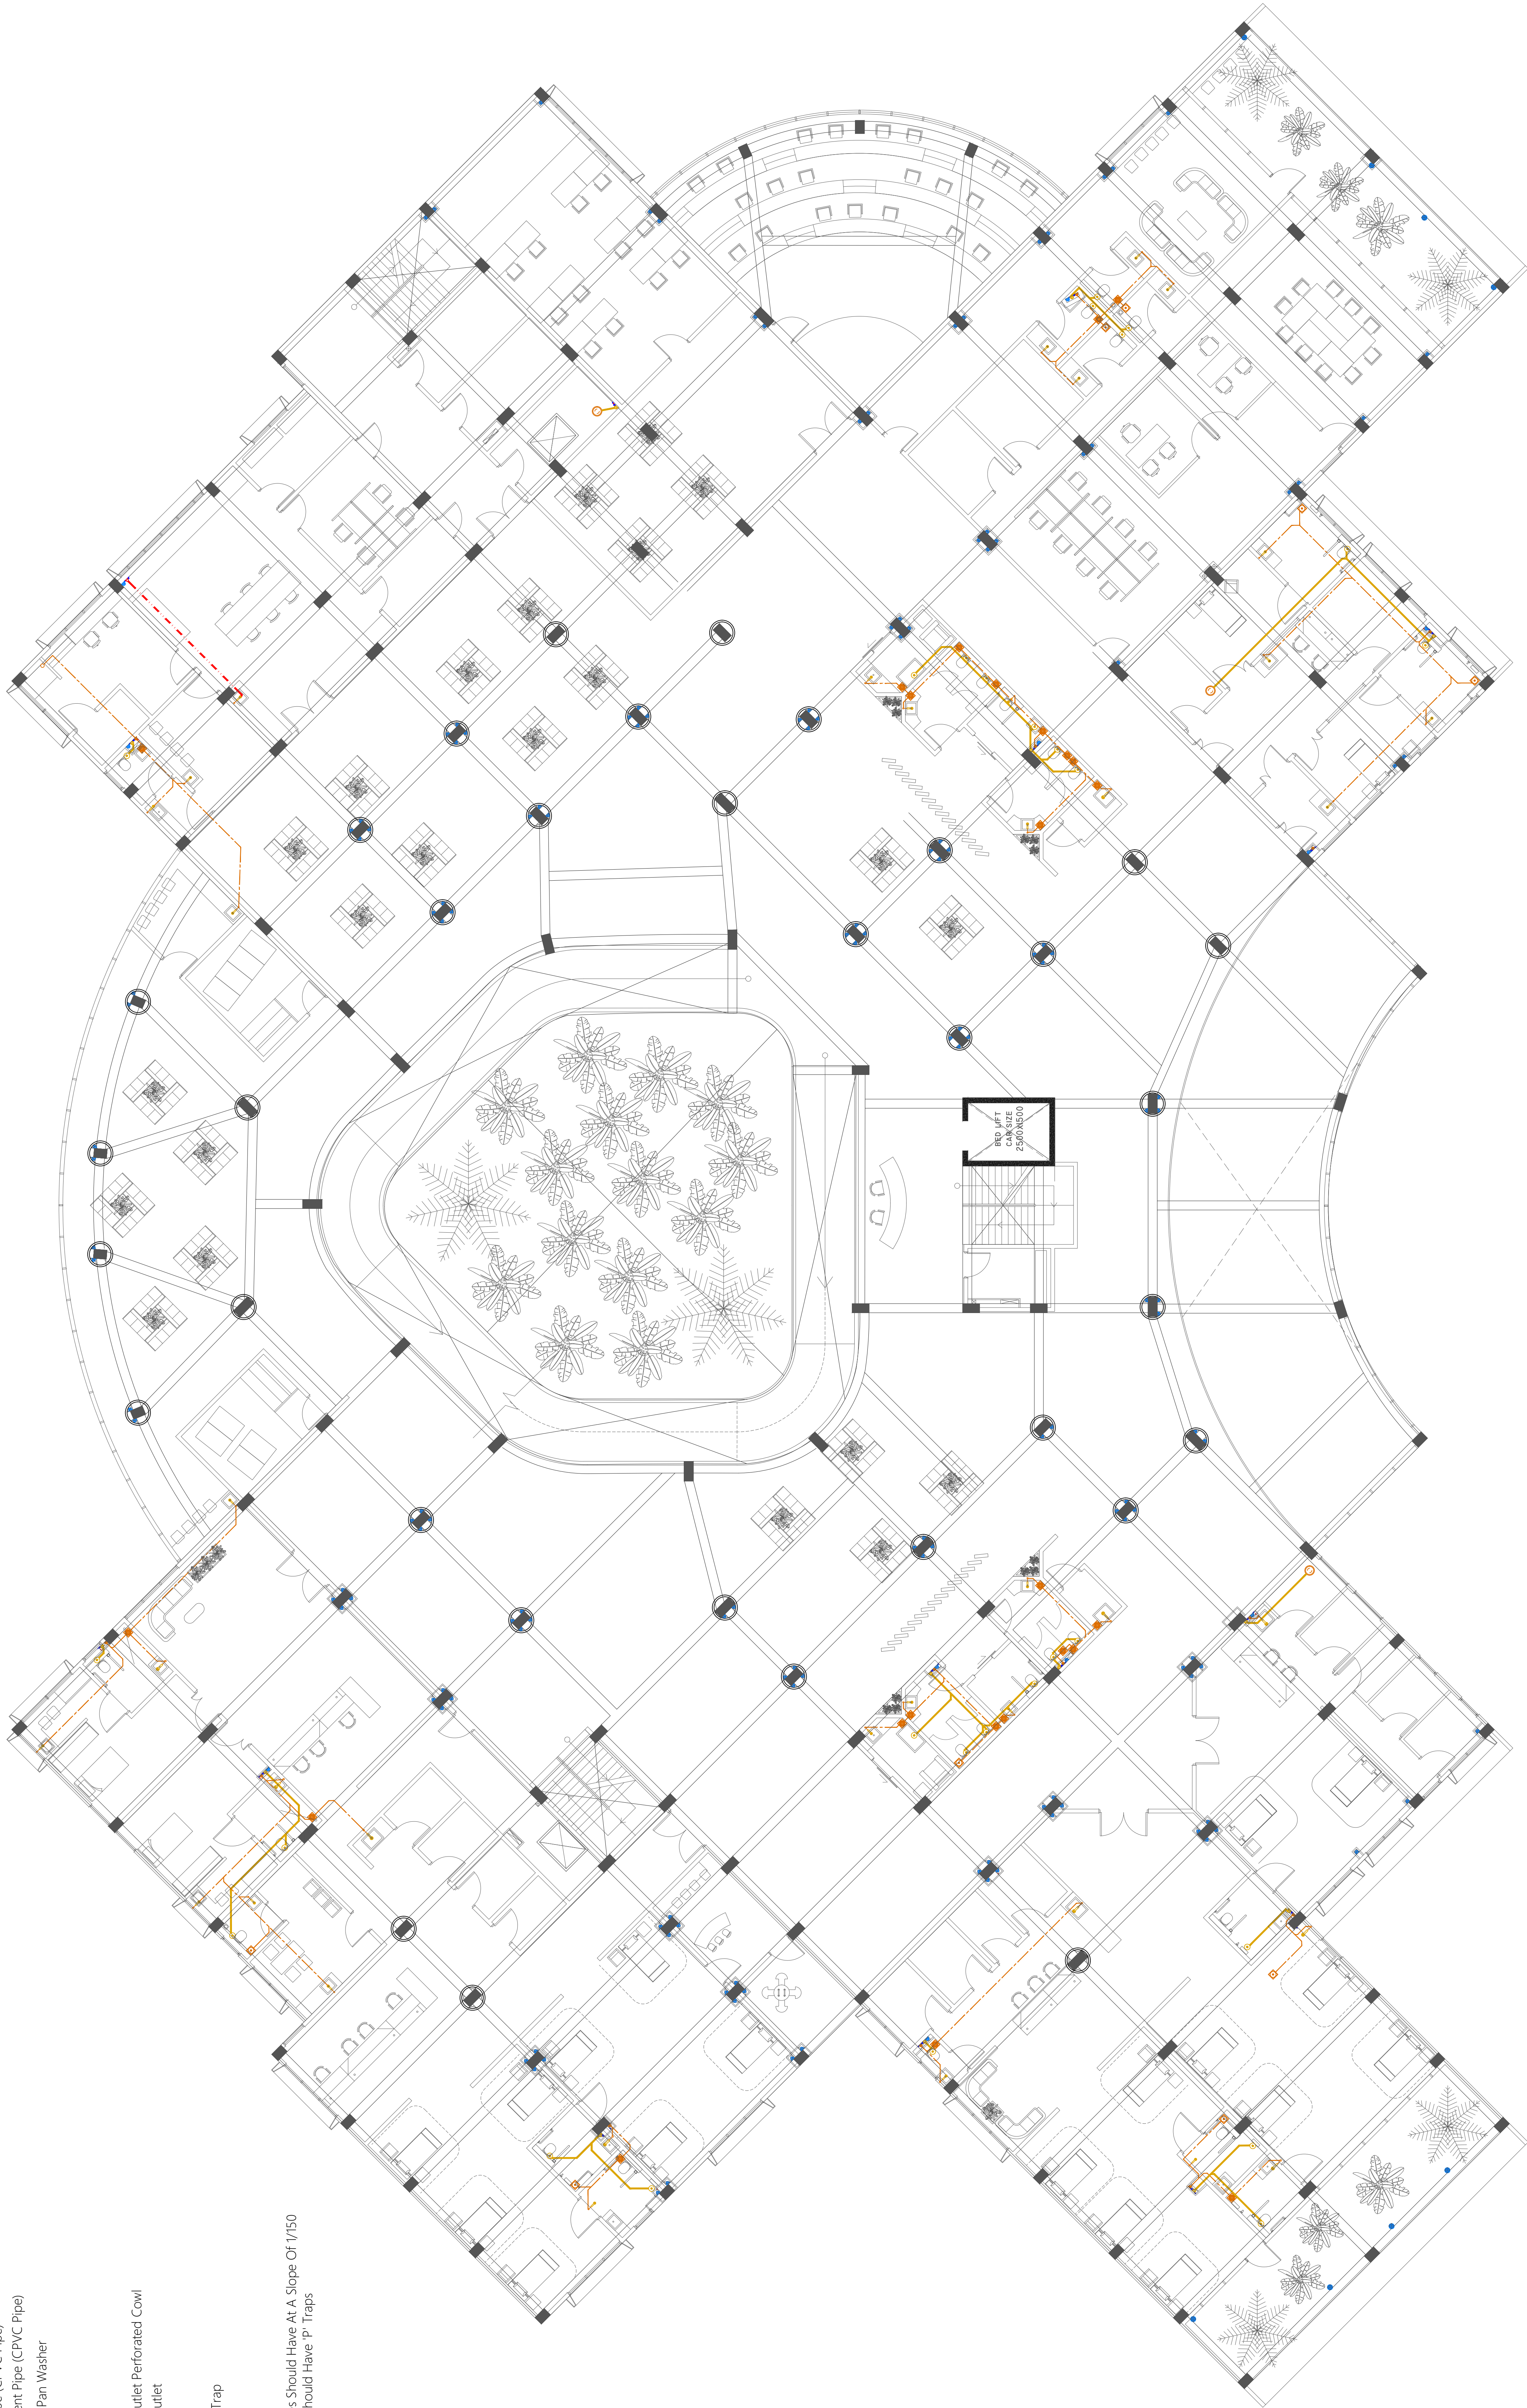 BED LIFT
CAR SIZE
2500X1500
ent Pipe (CPVC Pipe)
Pan Washer
utlet Perforated Cowl
utlet
Trap
s Should Have At A Slope Of 1/150
hould Have 'P' Traps